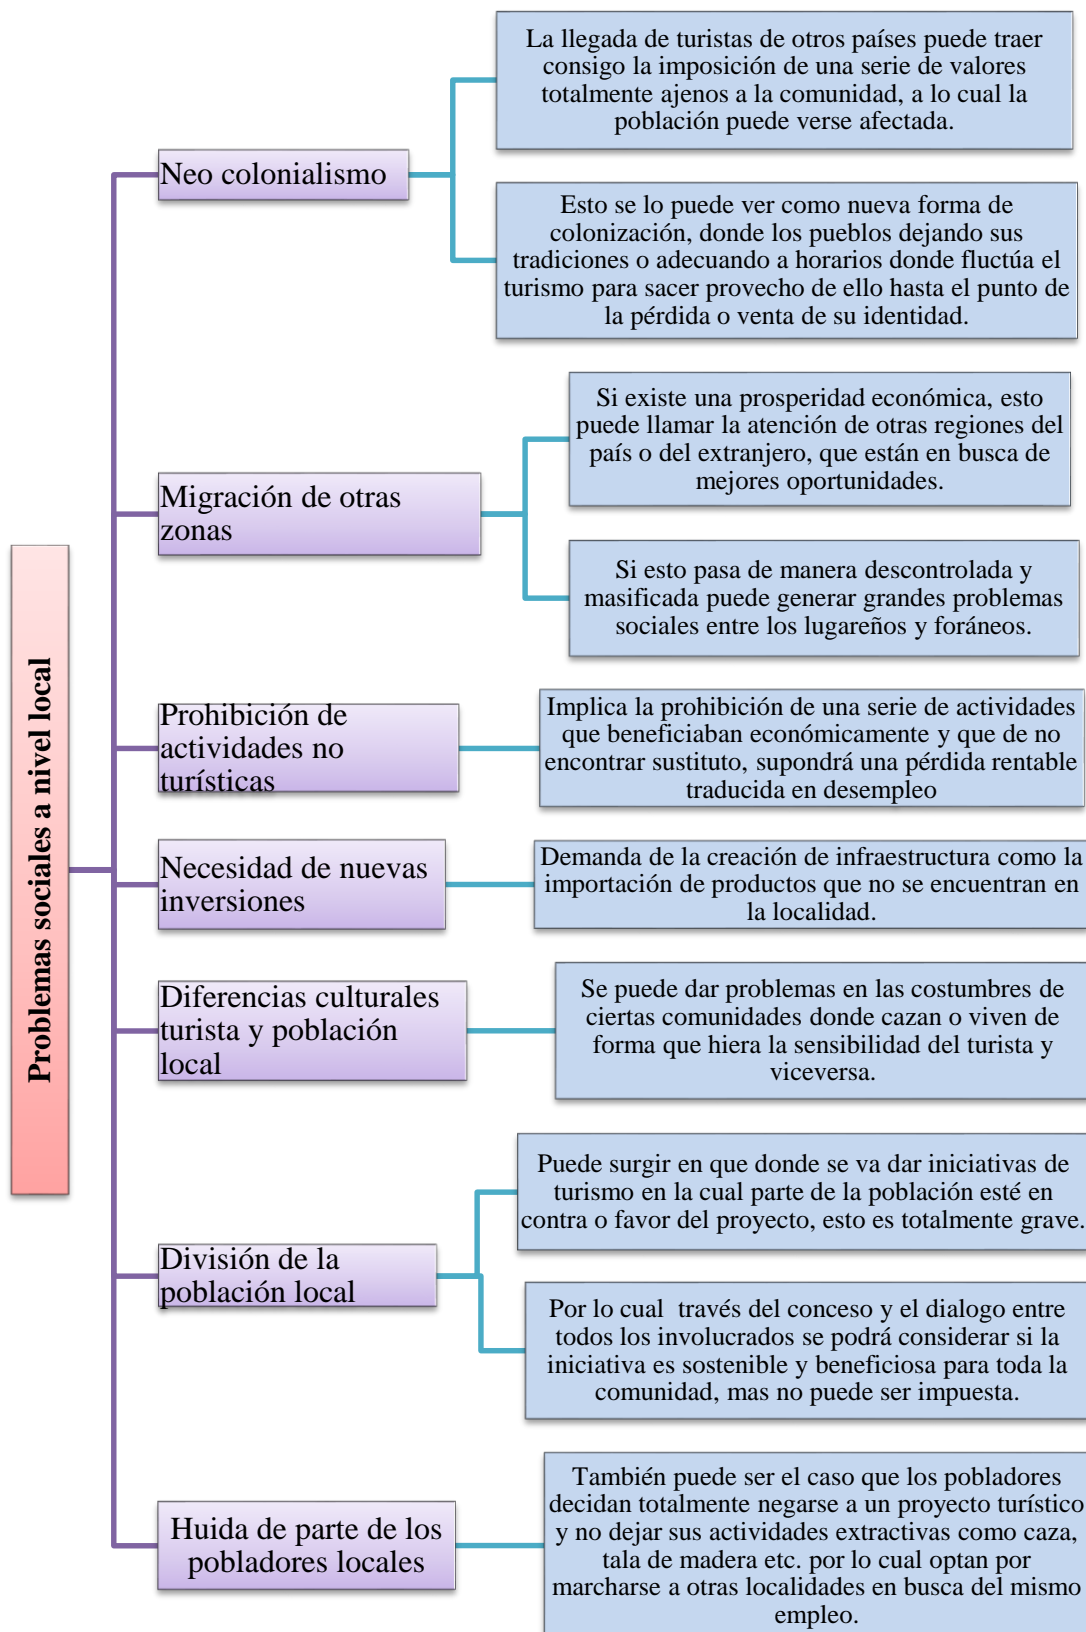 Problemas sociales a nivel local
Neo colonialismo
La llegada de turistas de otros países puede traer
consigo la imposición de una serie de valores
totalmente ajenos a la comunidad, a lo cual la
población puede verse afectada.
Esto se lo puede ver como nueva forma de
colonización, donde los pueblos dejando sus
tradiciones o adecuando a horarios donde fluctúa el
turismo para sacer provecho de ello hasta el punto de
la pérdida o venta de su identidad.
Migración de otras
zonas
Si existe una prosperidad económica, esto
puede llamar la atención de otras regiones del
país o del extranjero, que están en busca de
mejores oportunidades.
Si esto pasa de manera descontrolada y
masificada puede generar grandes problemas
sociales entre los lugareños y foráneos.
Prohibición de
actividades no
turísticas
Implica la prohibición de una serie de actividades
que beneficiaban económicamente y que de no
encontrar sustituto, supondrá una pérdida rentable
traducida en desempleo
Necesidad de nuevas
inversiones
Demanda de la creación de infraestructura como la
importación de productos que no se encuentran en
la localidad.
Diferencias culturales
turista y población
local
Se puede dar problemas en las costumbres de
ciertas comunidades donde cazan o viven de
forma que hiera la sensibilidad del turista y
viceversa.
División de la
población local
Puede surgir en que donde se va dar iniciativas de
turismo en la cual parte de la población esté en
contra o favor del proyecto, esto es totalmente grave.
Por lo cual  través del conceso y el dialogo entre
todos los involucrados se podrá considerar si la
iniciativa es sostenible y beneficiosa para toda la
comunidad, mas no puede ser impuesta.
Huida de parte de los
pobladores locales
También puede ser el caso que los pobladores
decidan totalmente negarse a un proyecto turístico
y no dejar sus actividades extractivas como caza,
tala de madera etc. por lo cual optan por
marcharse a otras localidades en busca del mismo
empleo.